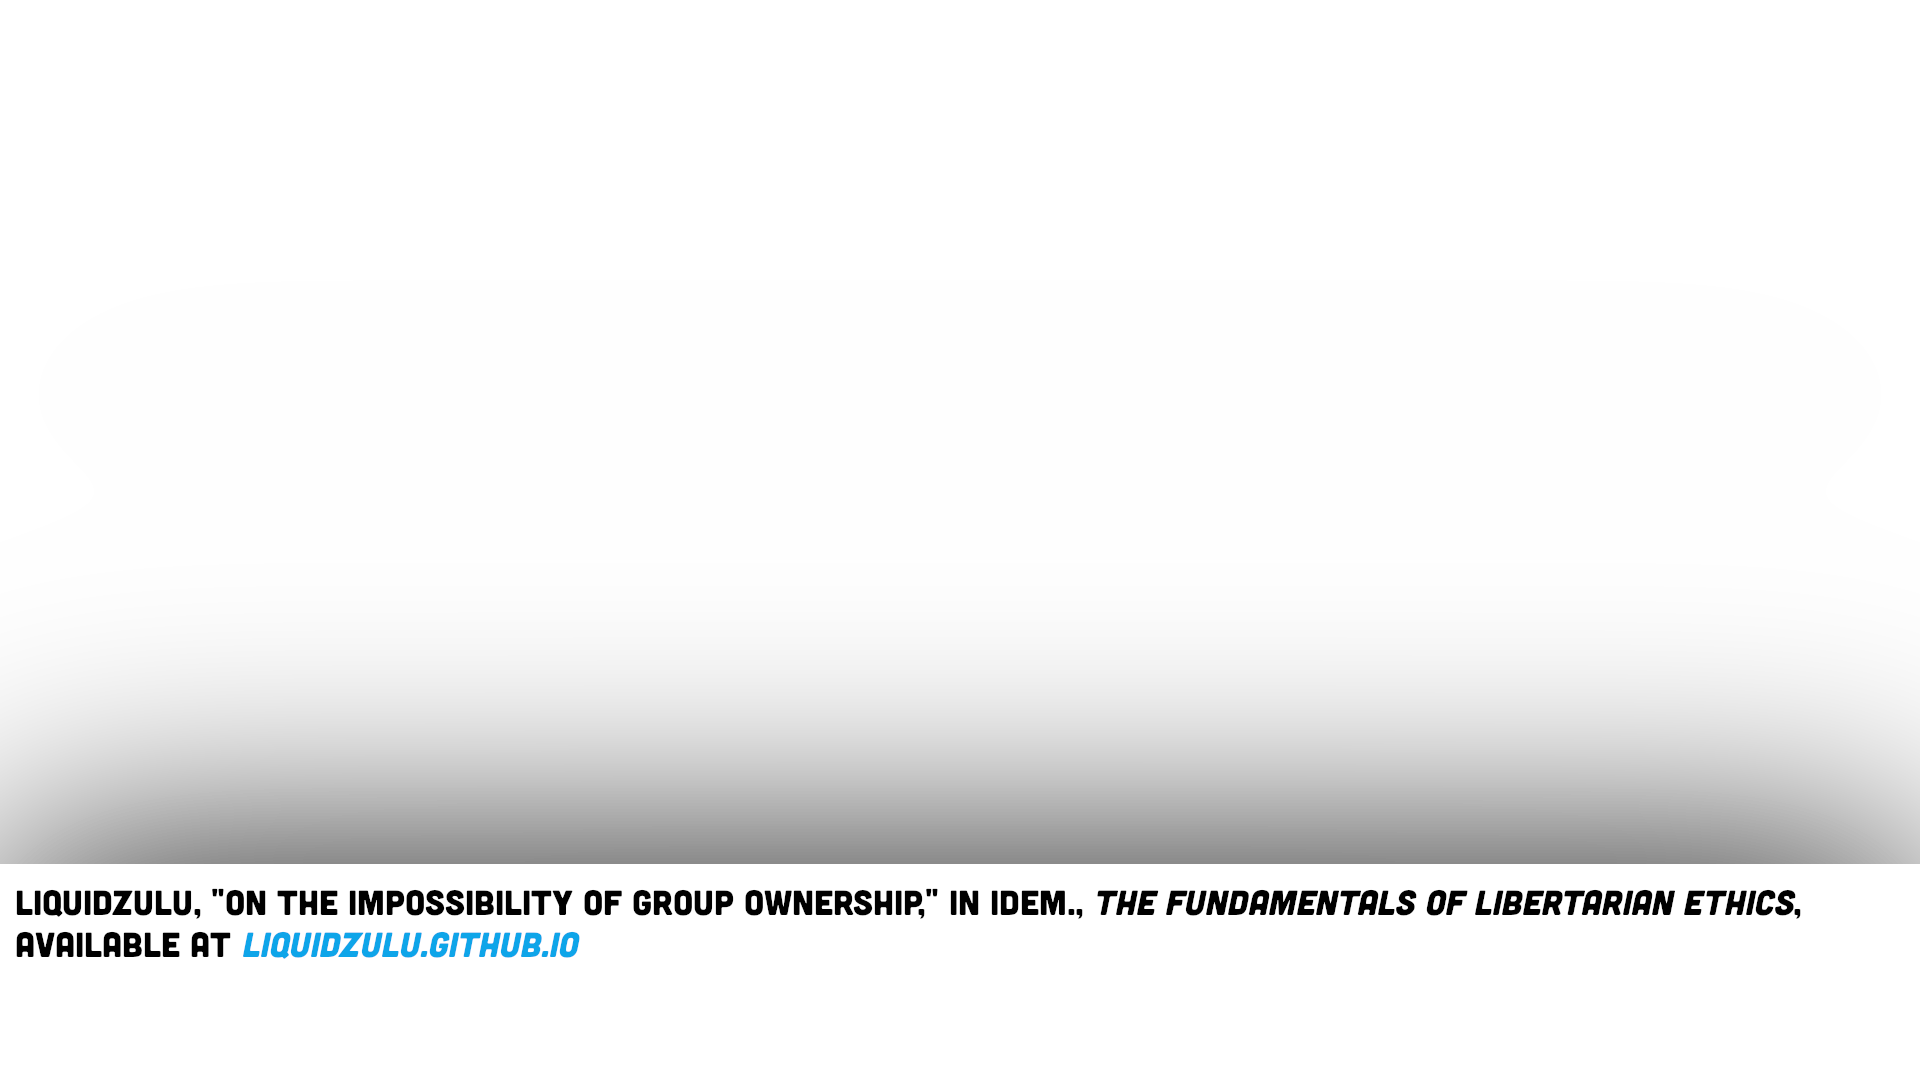 LIQUIDZULU, "ON THE IMPOSSIBILITY OF GROUP OWNERSHIP," IN IDEM., THE FUNDAMENTALS OF LIBERTARIAN ETHICS,
AVAILABLE AT LIQUIDZULU.GITHUB.IO